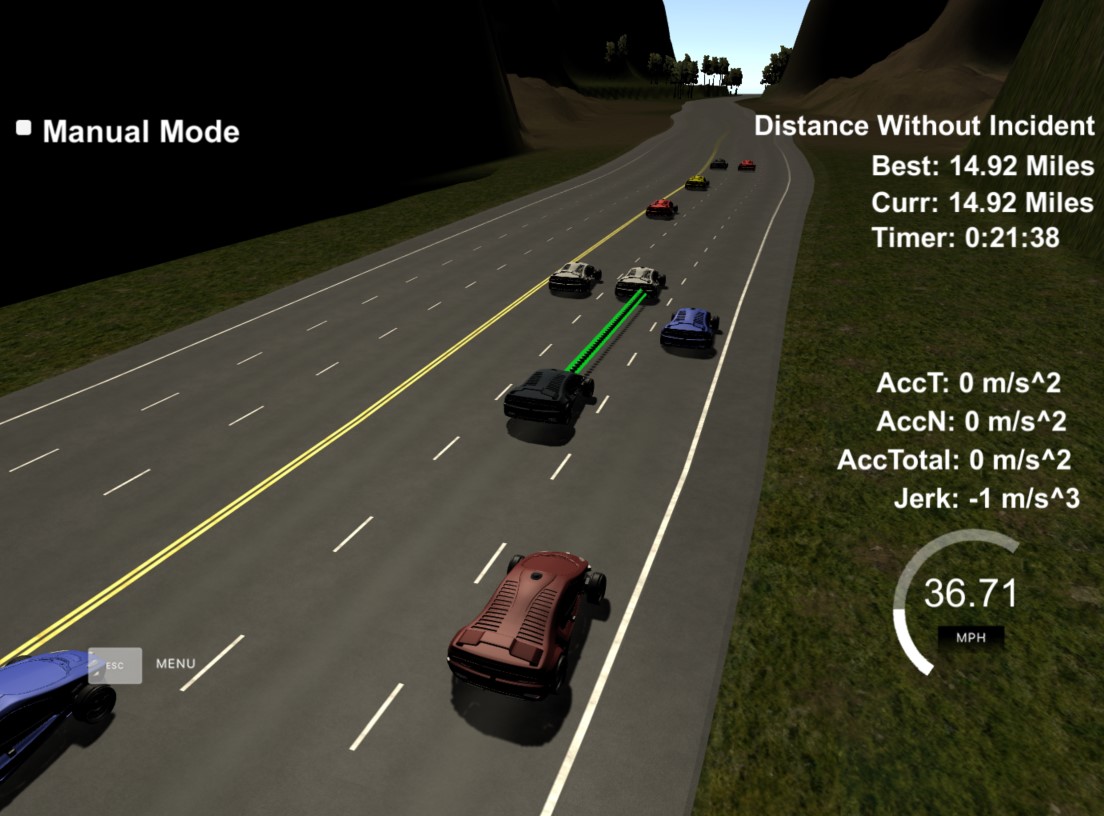 Manual Mode
Distance Without Incident
Best: 14.92 Miles
Curr: 14.92 Miles
Timer: 0:21:38
AccT: 0 m/s^2
AccN: 0 m/s^2
AccTotal: 0 m/s^2
Jerk: -1 m/s^3
36.71
MPH
ESC MENU